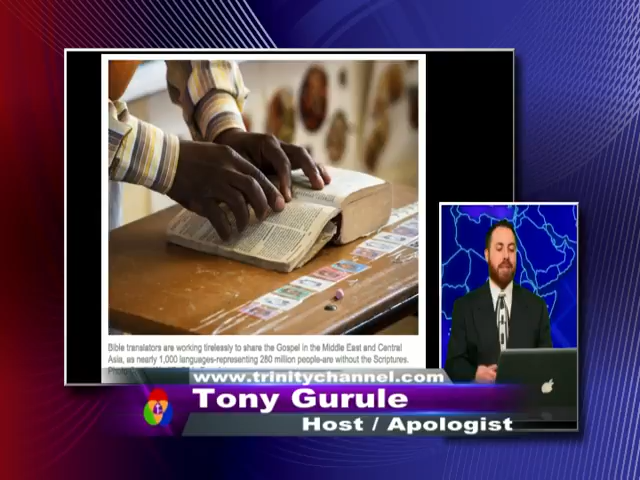 Bible translators are working tirelessly to share the Gospel in the Middle East and Central
Asia, as nearly 1,000 languages-representing 280 million people-are without the Scriptures.
www.trinitychannel.com
Tony Gurule
Host / Apologist